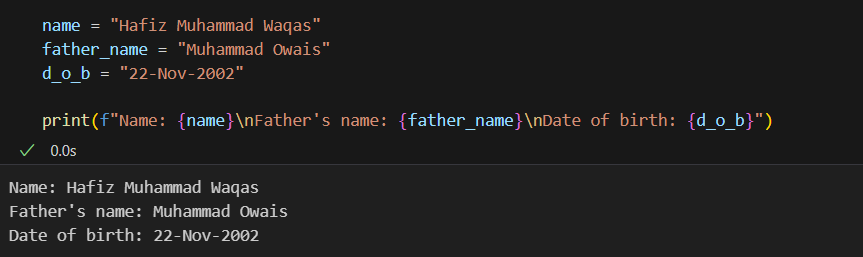 name = "Hafiz Muhammad Waqas"
father_name = "Muhammad Owais"
d_o_b = "22-Nov-2002"
print(f"Name: {name}\nFather's name: {father_name}\nDate of birth: {d_o_b}")
0.0s
Name: Hafiz Muhammad Waqas
Father's name: Muhammad Owais
Date of birth: 22-Nov-2002